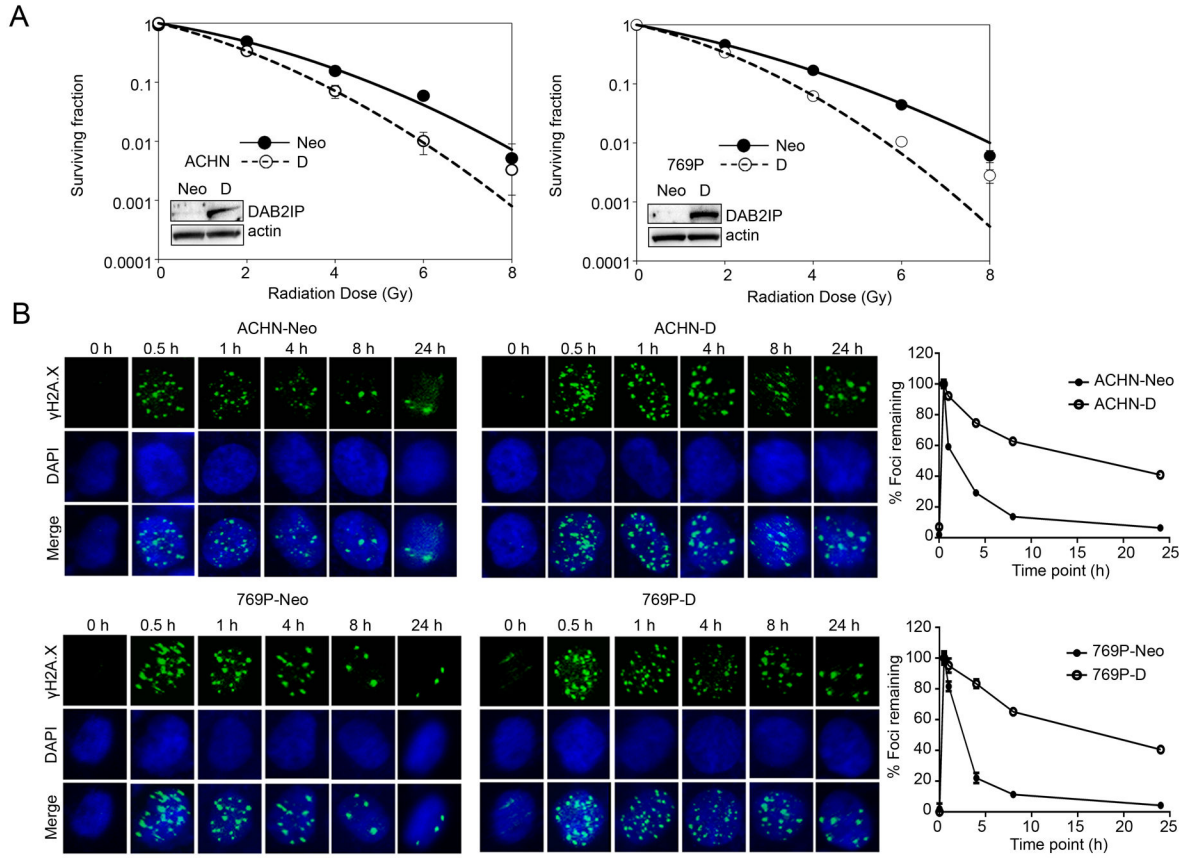 A
Surviving fraction
1
0.1
0.01
0.001
0.0001
0 2 4 6 8
Radiation Dose (Gy)
Neo
ACHN D
Neo D
DAB2IP
actin
Surviving fraction
1
0.1
0.01
0.001
0.0001
0 2 4 6 8
Radiation Dose (Gy)
Neo
769P D
Neo D
DAB2IP
actin
B
ACHN-Neo
0 h 0.5 h 1 h 4 h 8 h 24 h
γH2A.X
DAPI
Merge
ACHN-D
0 h 0.5 h 1 h 4 h 8 h 24 h
% Foci remaining
120
100
80
60
40
20
0
0 5 10 15 20 25
Time point (h)
ACHN-Neo
ACHN-D
769P-Neo
0 h 0.5 h 1 h 4 h 8 h 24 h
γH2A.X
DAPI
Merge
769P-D
0 h 0.5 h 1 h 4 h 8 h 24 h
% Foci remaining
120
100
80
60
40
20
0
0 5 10 15 20 25
Time point (h)
769P-Neo
769P-D